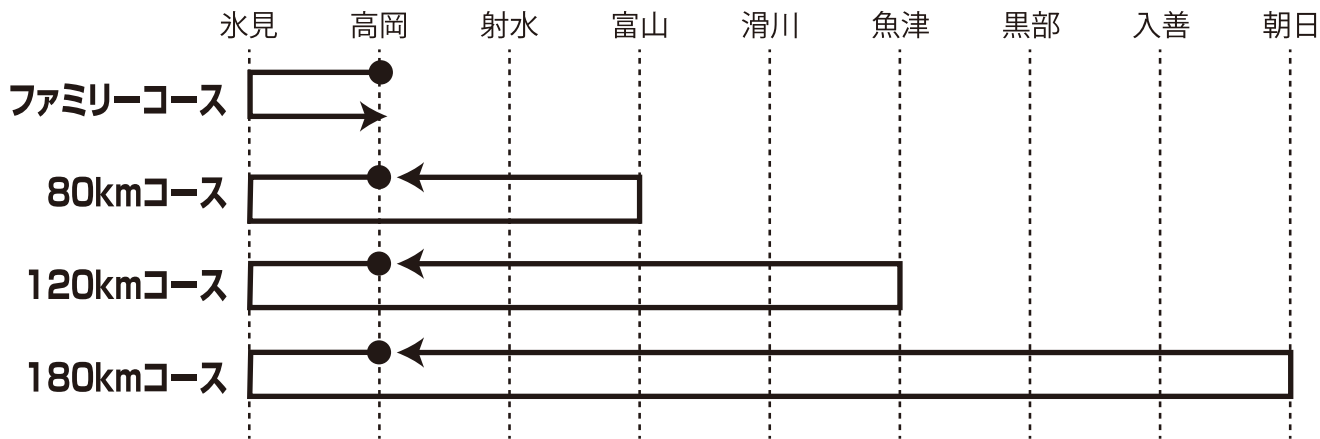 氷見 高岡 射水 富山 滑川 魚津 黒部 入善 朝日
ファミリーコース
80kmコース
120kmコース
180kmコース